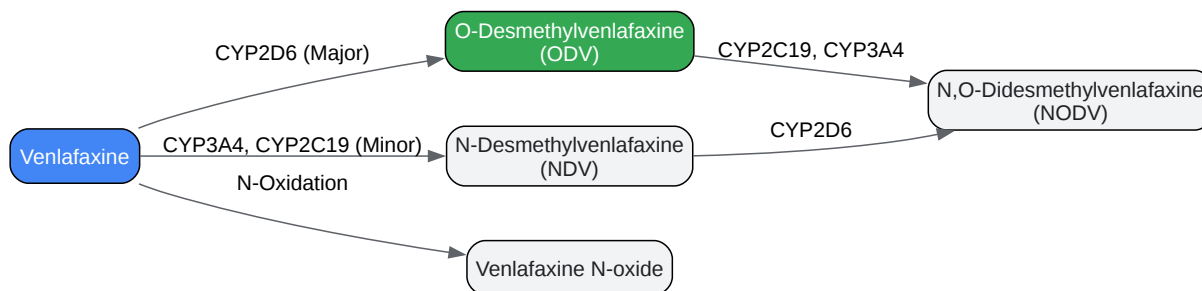 O-Desmethylvenlafaxine
(ODV)
CYP2D6 (Major)
CYP2C19, CYP3A4
N,O-Didesmethylvenlafaxine
(NODV)
Venlafaxine
CYP3A4, CYP2C19 (Minor)
N-Desmethylvenlafaxine
(NDV)
CYP2D6
N-Oxidation
Venlafaxine N-oxide